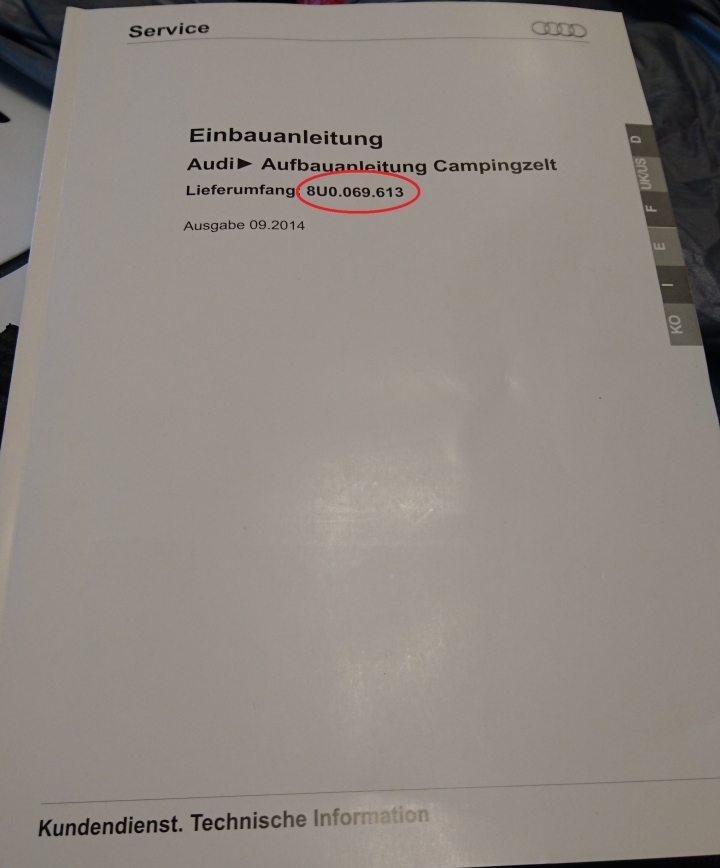 Service
Einbauanleitung
Audi► Aufbauanleitung Campingzelt
Lieferumfang: 8U0.069.613
Ausgabe 09.2014
D
UK/US
F
E
I
KO
Kundendienst. Technische Information